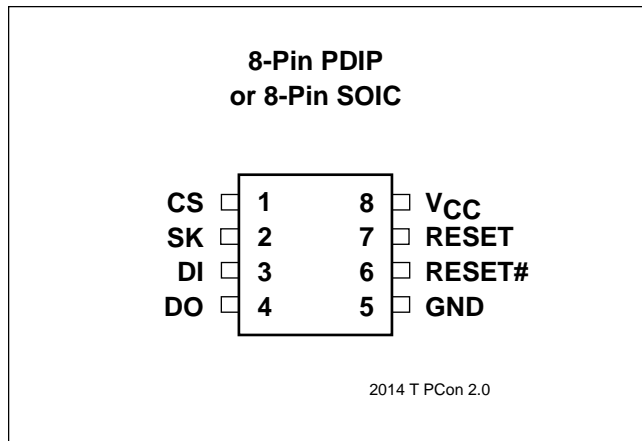 8-Pin PDIP
or 8-Pin SOIC
CS 1 8 VCC
SK 2 7 RESET
DI 3 6 RESET#
DO 4 5 GND
2014 T PCon 2.0